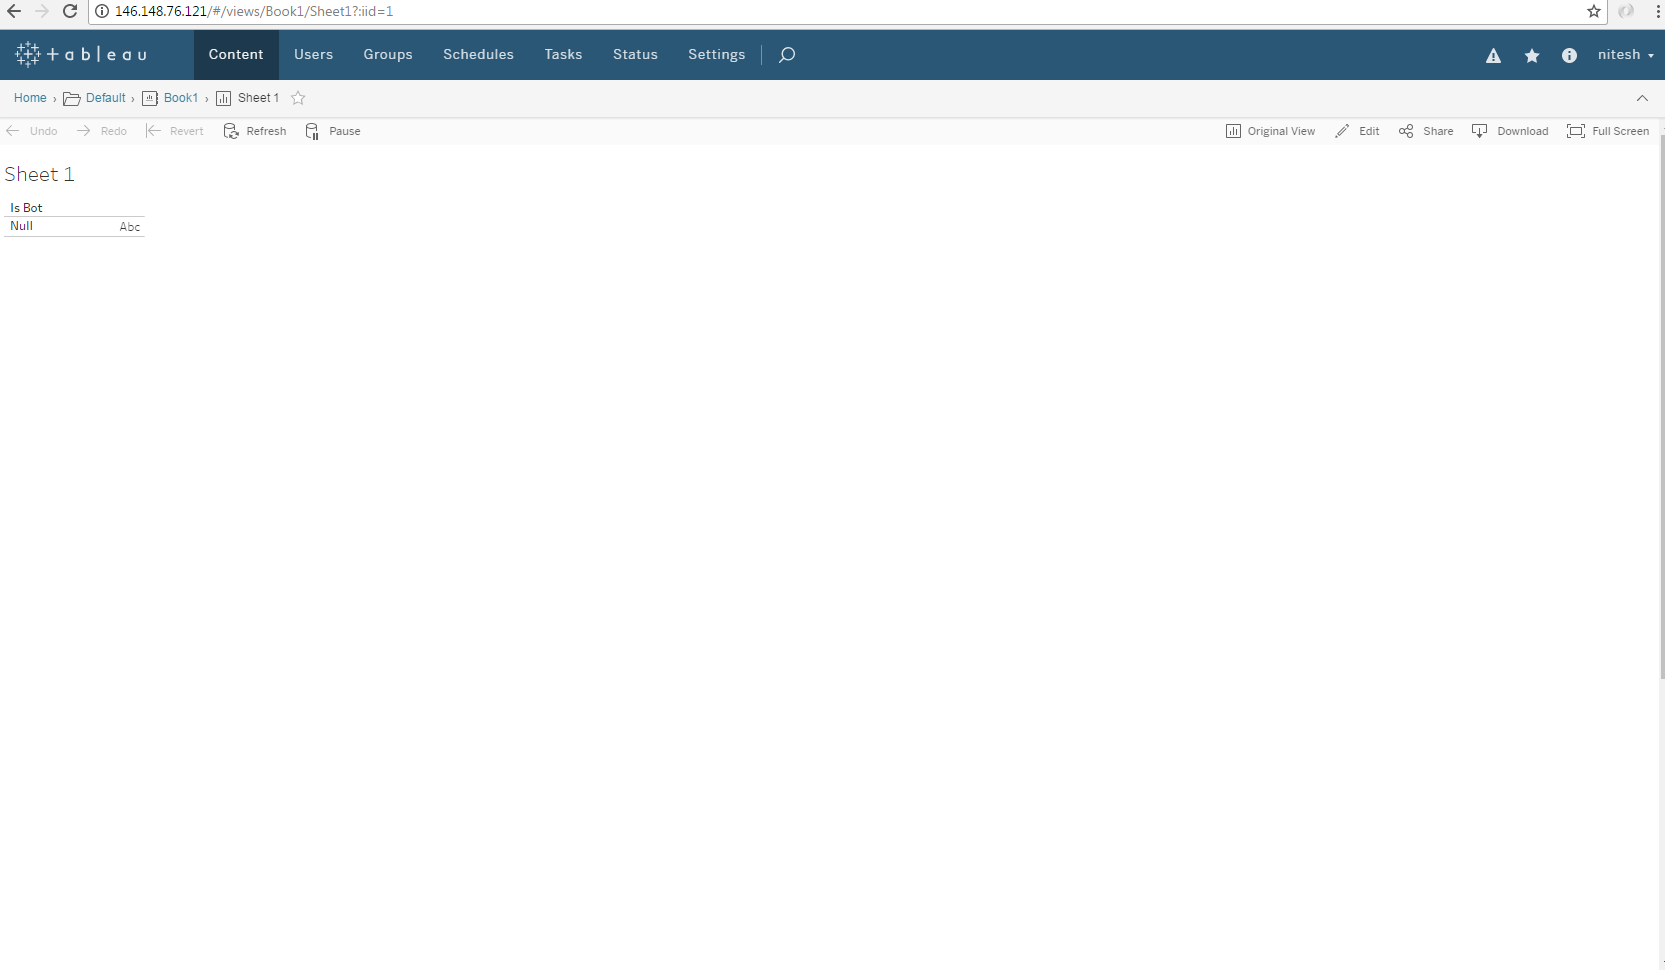 146.148.76.121/#/views/Book1/Sheet1?:iid=1
+ableau Content Users Groups Schedules Tasks Status Settings nitesh
Home › Default › Book1 › Sheet 1
Undo Redo Revert Refresh Pause Original View Edit Share Download Full Screen
Sheet 1
Is Bot
Null Abc